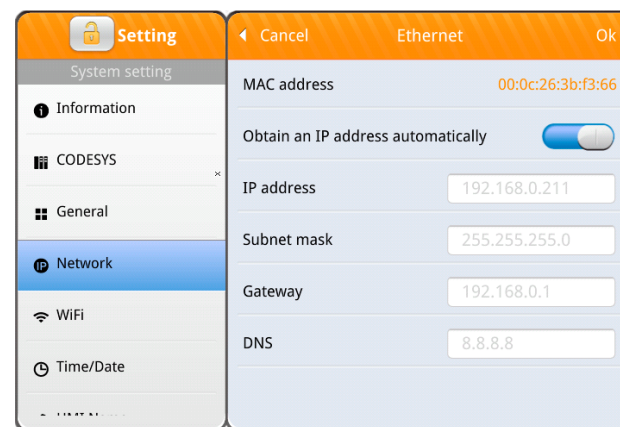 Setting
System setting
Information
CODESYS
General
Network
WiFi
Time/Date
Cancel Ethernet Ok
MAC address 00:0c:26:3b:f3:66
Obtain an IP address automatically
IP address 192.168.0.211
Subnet mask 255.255.255.0
Gateway 192.168.0.1
DNS 8.8.8.8